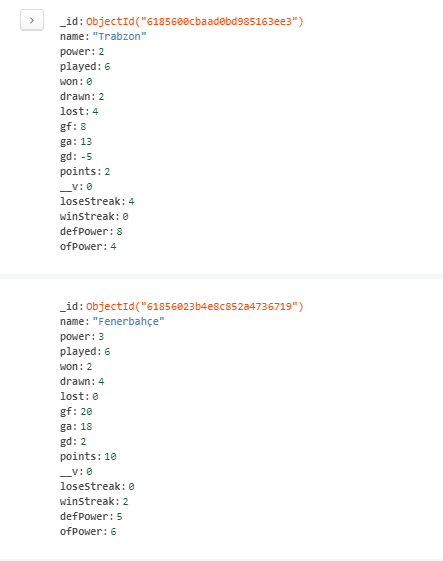 _id: ObjectId("6185600cbaad0bd985163ee3")
name: "Trabzon"
power: 2
played: 6
won: 0
drawn: 2
lost: 4
gf: 8
ga: 13
gd: -5
points: 2
__v: 0
loseStreak: 4
winStreak: 0
defPower: 8
ofPower: 4
_id: ObjectId("61856023b4e8c852a4736719")
name: "Fenerbahçe"
power: 3
played: 6
won: 2
drawn: 4
lost: 0
gf: 20
ga: 18
gd: 2
points: 10
__v: 0
loseStreak: 0
winStreak: 2
defPower: 5
ofPower: 6